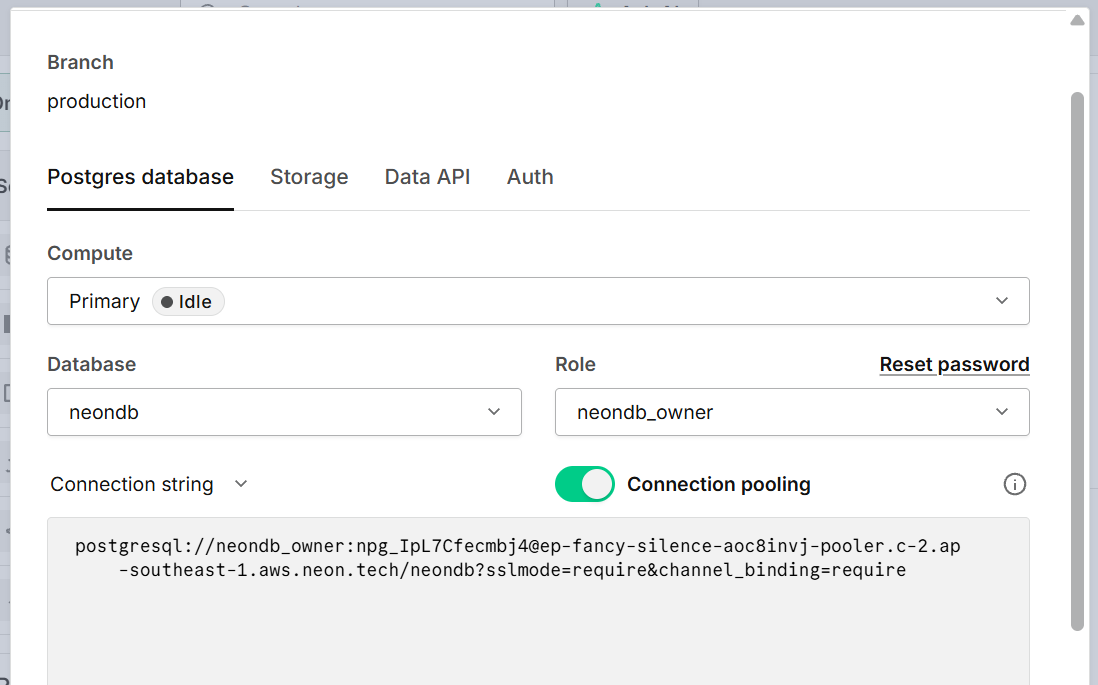 Branch
production
Postgres database Storage Data API Auth
Compute
Primary Idle
Database Role Reset password
neondb neondb_owner
Connection string Connection pooling
postgresql://neondb_owner:npg_IpL7Cfecmbj4@ep-fancy-silence-aoc8invj-pooler.c-2.ap
-southeast-1.aws.neon.tech/neondb?sslmode=require&channel_binding=require